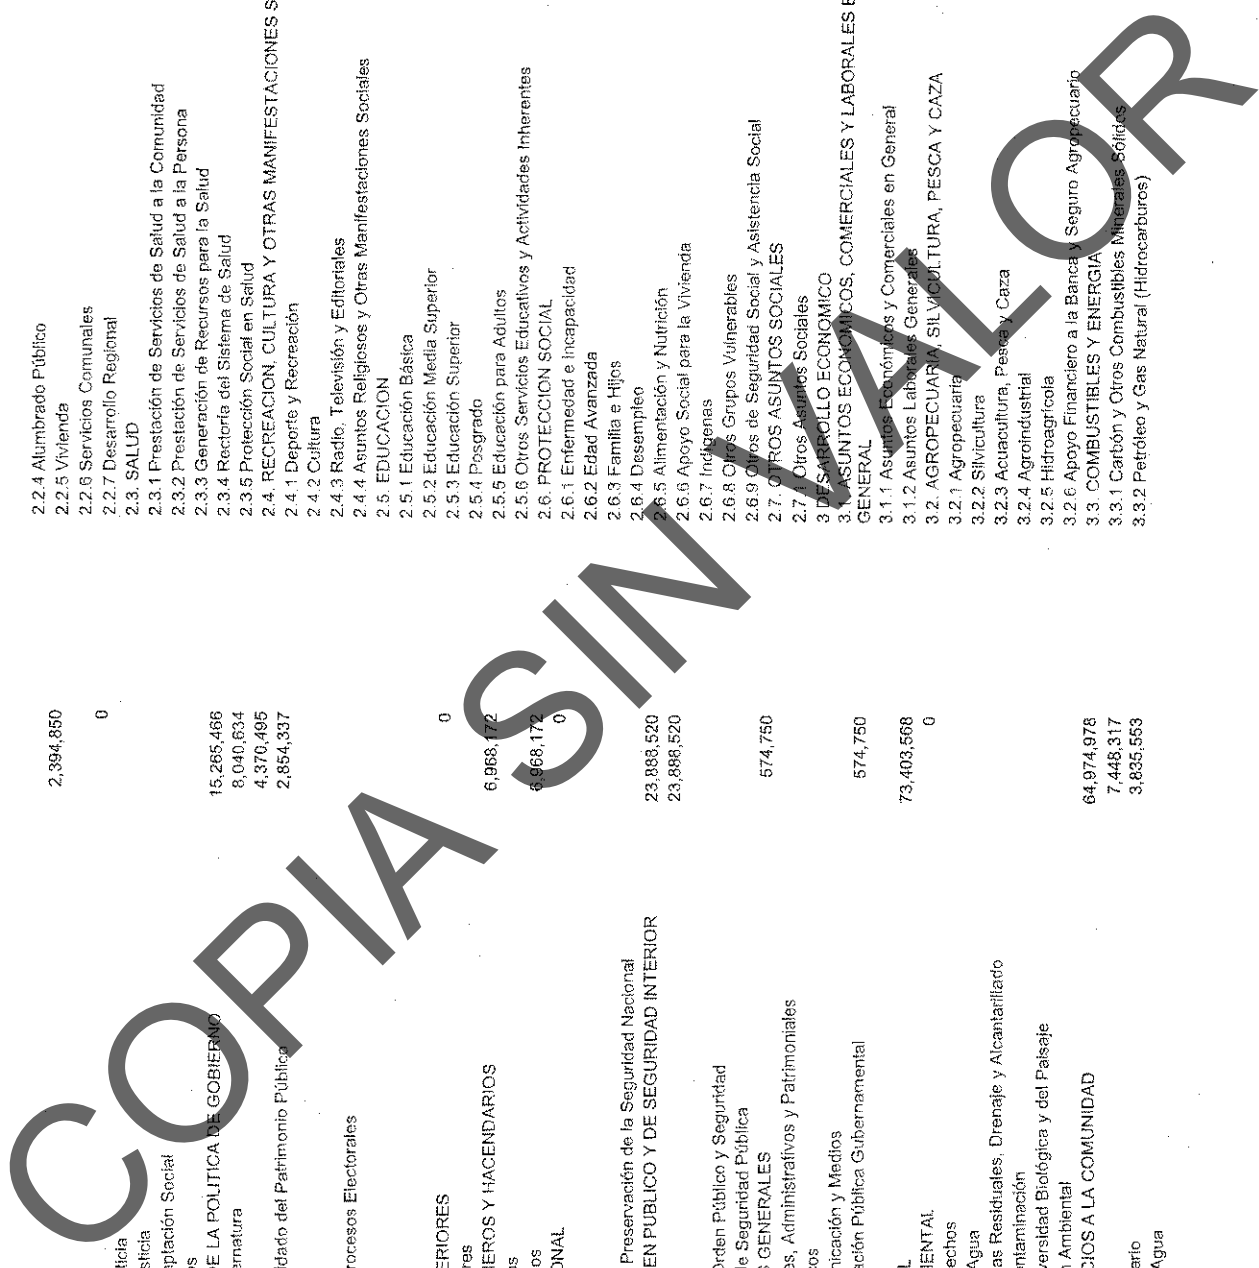 2,394,850
0
ticia
sticia
aptación Social
os
DE LA POLITICA DE GOBIERNO 15,265,466
ernatura 8,040,634
4,370,495
idado del Patrimonio Público 2,854,337
rocesos Electorales
ERIORES 0
res
IEROS Y HACENDARIOS 6,968,172
as
os 6,968,172
ONAL 0
Preservación de la Seguridad Nacional
EN PUBLICO Y DE SEGURIDAD INTERIOR 23,888,520
23,888,520
Orden Público y Seguridad
e Seguridad Pública
S GENERALES 574,750
es, Administrativos y Patrimoniales
os
nicación y Medios
ación Pública Gubernamental 574,750
L 73,403,568
IENTAL 0
echos
Agua
as Residuales, Drenaje y Alcantarillado
ntaminación
versidad Biológica y del Paisaje
n Ambiental
CIOS A LA COMUNIDAD 64,974,978
7,448,317
ario 3,835,553
Agua
2.2.4 Alumbrado Público
2.2.5 Vivienda
2.2.6 Servicios Comunales
2.2.7 Desarrollo Regional
2.3. SALUD
2.3.1 Prestación de Servicios de Salud a la Comunidad
2.3.2 Prestación de Servicios de Salud a la Persona
2.3.3 Generación de Recursos para la Salud
2.3.4 Rectoría del Sistema de Salud
2.3.5 Protección Social en Salud
2.4. RECREACION, CULTURA Y OTRAS MANIFESTACIONES S
2.4.1 Deporte y Recreación
2.4.2 Cultura
2.4.3 Radio, Televisión y Editoriales
2.4.4 Asuntos Religiosos y Otras Manifestaciones Sociales
2.5. EDUCACION
2.5.1 Educación Básica
2.5.2 Educación Media Superior
2.5.3 Educación Superior
2.5.4 Posgrado
2.5.5 Educación para Adultos
2.5.6 Otros Servicios Educativos y Actividades Inherentes
2.6. PROTECCION SOCIAL
2.6.1 Enfermedad e Incapacidad
2.6.2 Edad Avanzada
2.6.3 Familia e Hijos
2.6.4 Desempleo
2.6.5 Alimentación y Nutrición
2.6.6 Apoyo Social para la Vivienda
2.6.7 Indígenas
2.6.8 Otros Grupos Vulnerables
2.6.9 Otros de Seguridad Social y Asistencia Social
2.7. OTROS ASUNTOS SOCIALES
2.7.1 Otros Asuntos Sociales
3 DESARROLLO ECONOMICO
3.1. ASUNTOS ECONOMICOS, COMERCIALES Y LABORALES E
GENERAL
3.1.1 Asuntos Económicos y Comerciales en General
3.1.2 Asuntos Laborales Generales
3.2. AGROPECUARIA, SILVICULTURA, PESCA Y CAZA
3.2.1 Agropecuaria
3.2.2 Silvicultura
3.2.3 Acuacultura, Pesca y Caza
3.2.4 Agroindustrial
3.2.5 Hidroagrícola
3.2.6 Apoyo Financiero a la Banca y Seguro Agropecuario
3.3. COMBUSTIBLES Y ENERGIA
3.3.1 Carbón y Otros Combustibles Minerales Sólidos
3.3.2 Petróleo y Gas Natural (Hidrocarburos)
COPIA SIN VALOR